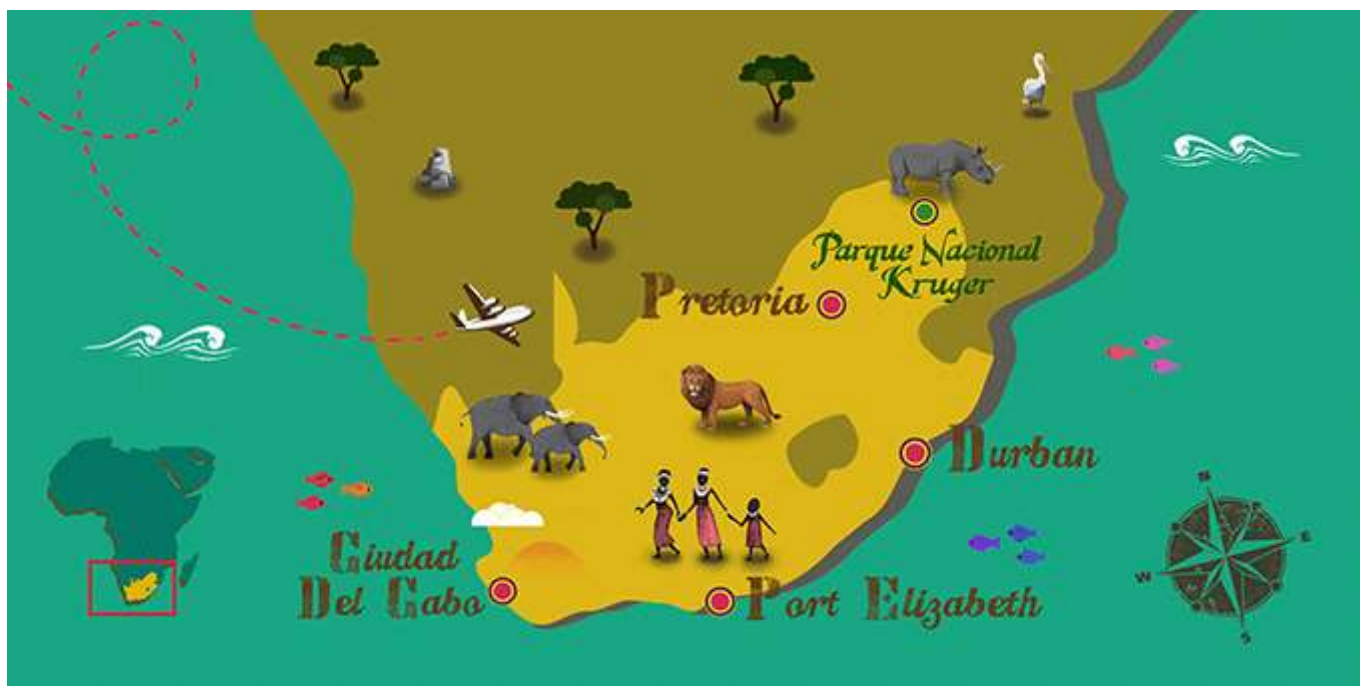 Parque Nacional
Kruger
Pretoria
Durban
Ciudad
Del Cabo
Port Elizabeth
N
E
W
S